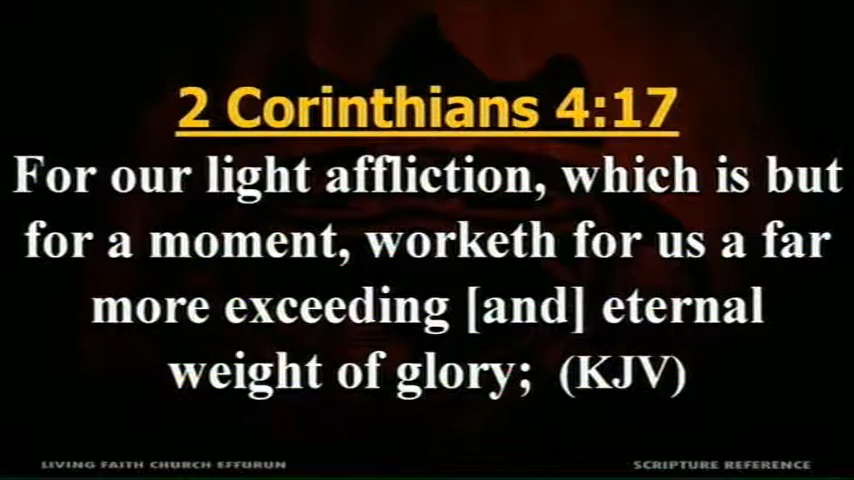 2 Corinthians 4:17
For our light affliction, which is but
for a moment, worketh for us a far
more exceeding [and] eternal
weight of glory; (KJV)
LIVING FAITH CHURCH EFFURUN
SCRIPTURE REFERENCE